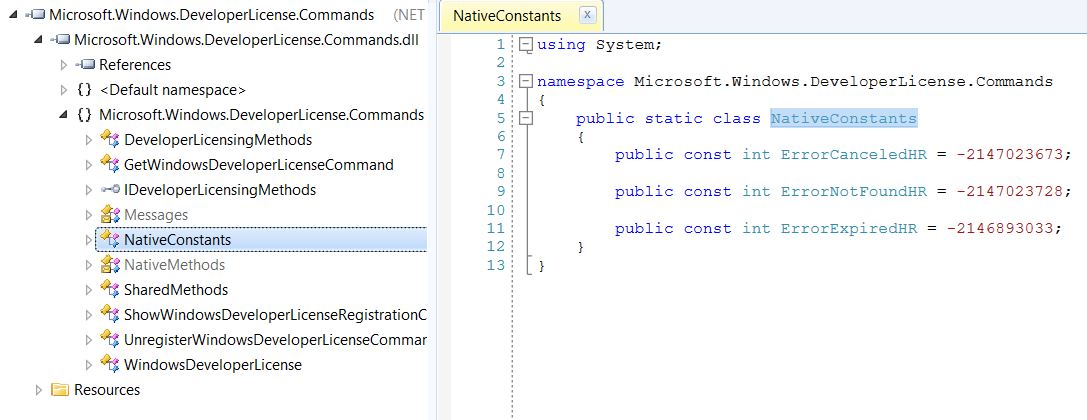 Microsoft.Windows.DeveloperLicense.Commands (NET
Microsoft.Windows.DeveloperLicense.Commands.dll
References
{} <Default namespace>
{} Microsoft.Windows.DeveloperLicense.Commands
DeveloperLicensingMethods
GetWindowsDeveloperLicenseCommand
IDeveloperLicensingMethods
Messages
NativeConstants
NativeMethods
SharedMethods
ShowWindowsDeveloperLicenseRegistrationC
UnregisterWindowsDeveloperLicenseCommar
WindowsDeveloperLicense
Resources
NativeConstants x
1 using System;
2
3 namespace Microsoft.Windows.DeveloperLicense.Commands
4 {
5 public static class NativeConstants
6 {
7 public const int ErrorCanceledHR = -2147023673;
8
9 public const int ErrorNotFoundHR = -2147023728;
10
11 public const int ErrorExpiredHR = -2146893033;
12 }
13 }